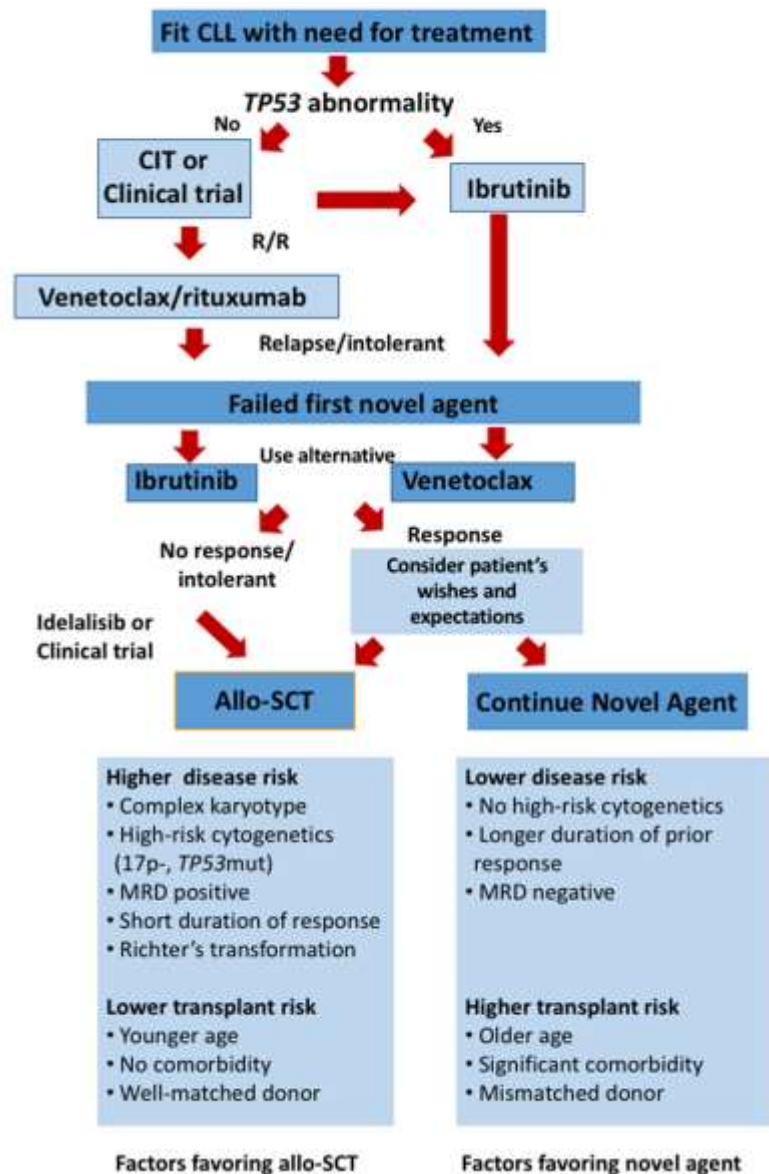 Fit CLL with need for treatment
TP53 abnormality
No
Yes
CIT or
Clinical trial
Ibrutinib
R/R
Venetoclax/rituxumab
Relapse/intolerant
Failed first novel agent
Use alternative
Ibrutinib
Venetoclax
No response/
intolerant
Response
Consider patient's
wishes and
expectations
Idelalisib or
Clinical trial
Allo-SCT
Continue Novel Agent
Higher disease risk
• Complex karyotype
• High-risk cytogenetics
(17p-, TP53mut)
• MRD positive
• Short duration of response
• Richter's transformation
Lower transplant risk
• Younger age
• No comorbidity
• Well-matched donor
Lower disease risk
• No high-risk cytogenetics
• Longer duration of prior
response
• MRD negative
Higher transplant risk
• Older age
• Significant comorbidity
• Mismatched donor
Factors favoring allo-SCT
Factors favoring novel agent